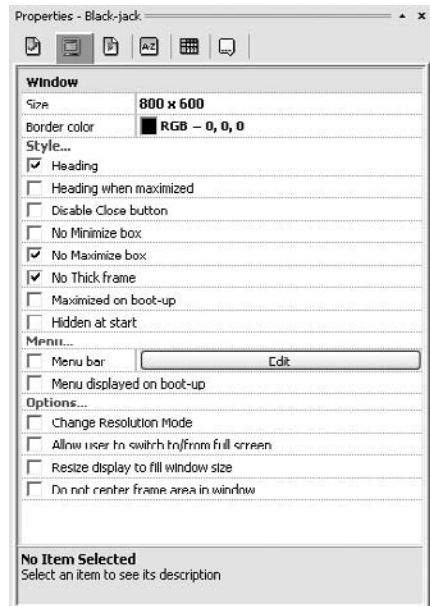 Properties - Black-jack
Window
Size 800 x 600
Border color RGB – 0, 0, 0
Style...
Heading
Heading when maximized
Disable Close button
No Minimize box
No Maximize box
No Thick frame
Maximized on boot-up
Hidden at start
Menu...
Menu bar Edit
Menu displayed on boot-up
Options...
Change Resolution Mode
Allow user to switch to/from full screen
Resize display to fill window size
Do not center frame area in window
No Item Selected
Select an item to see its description